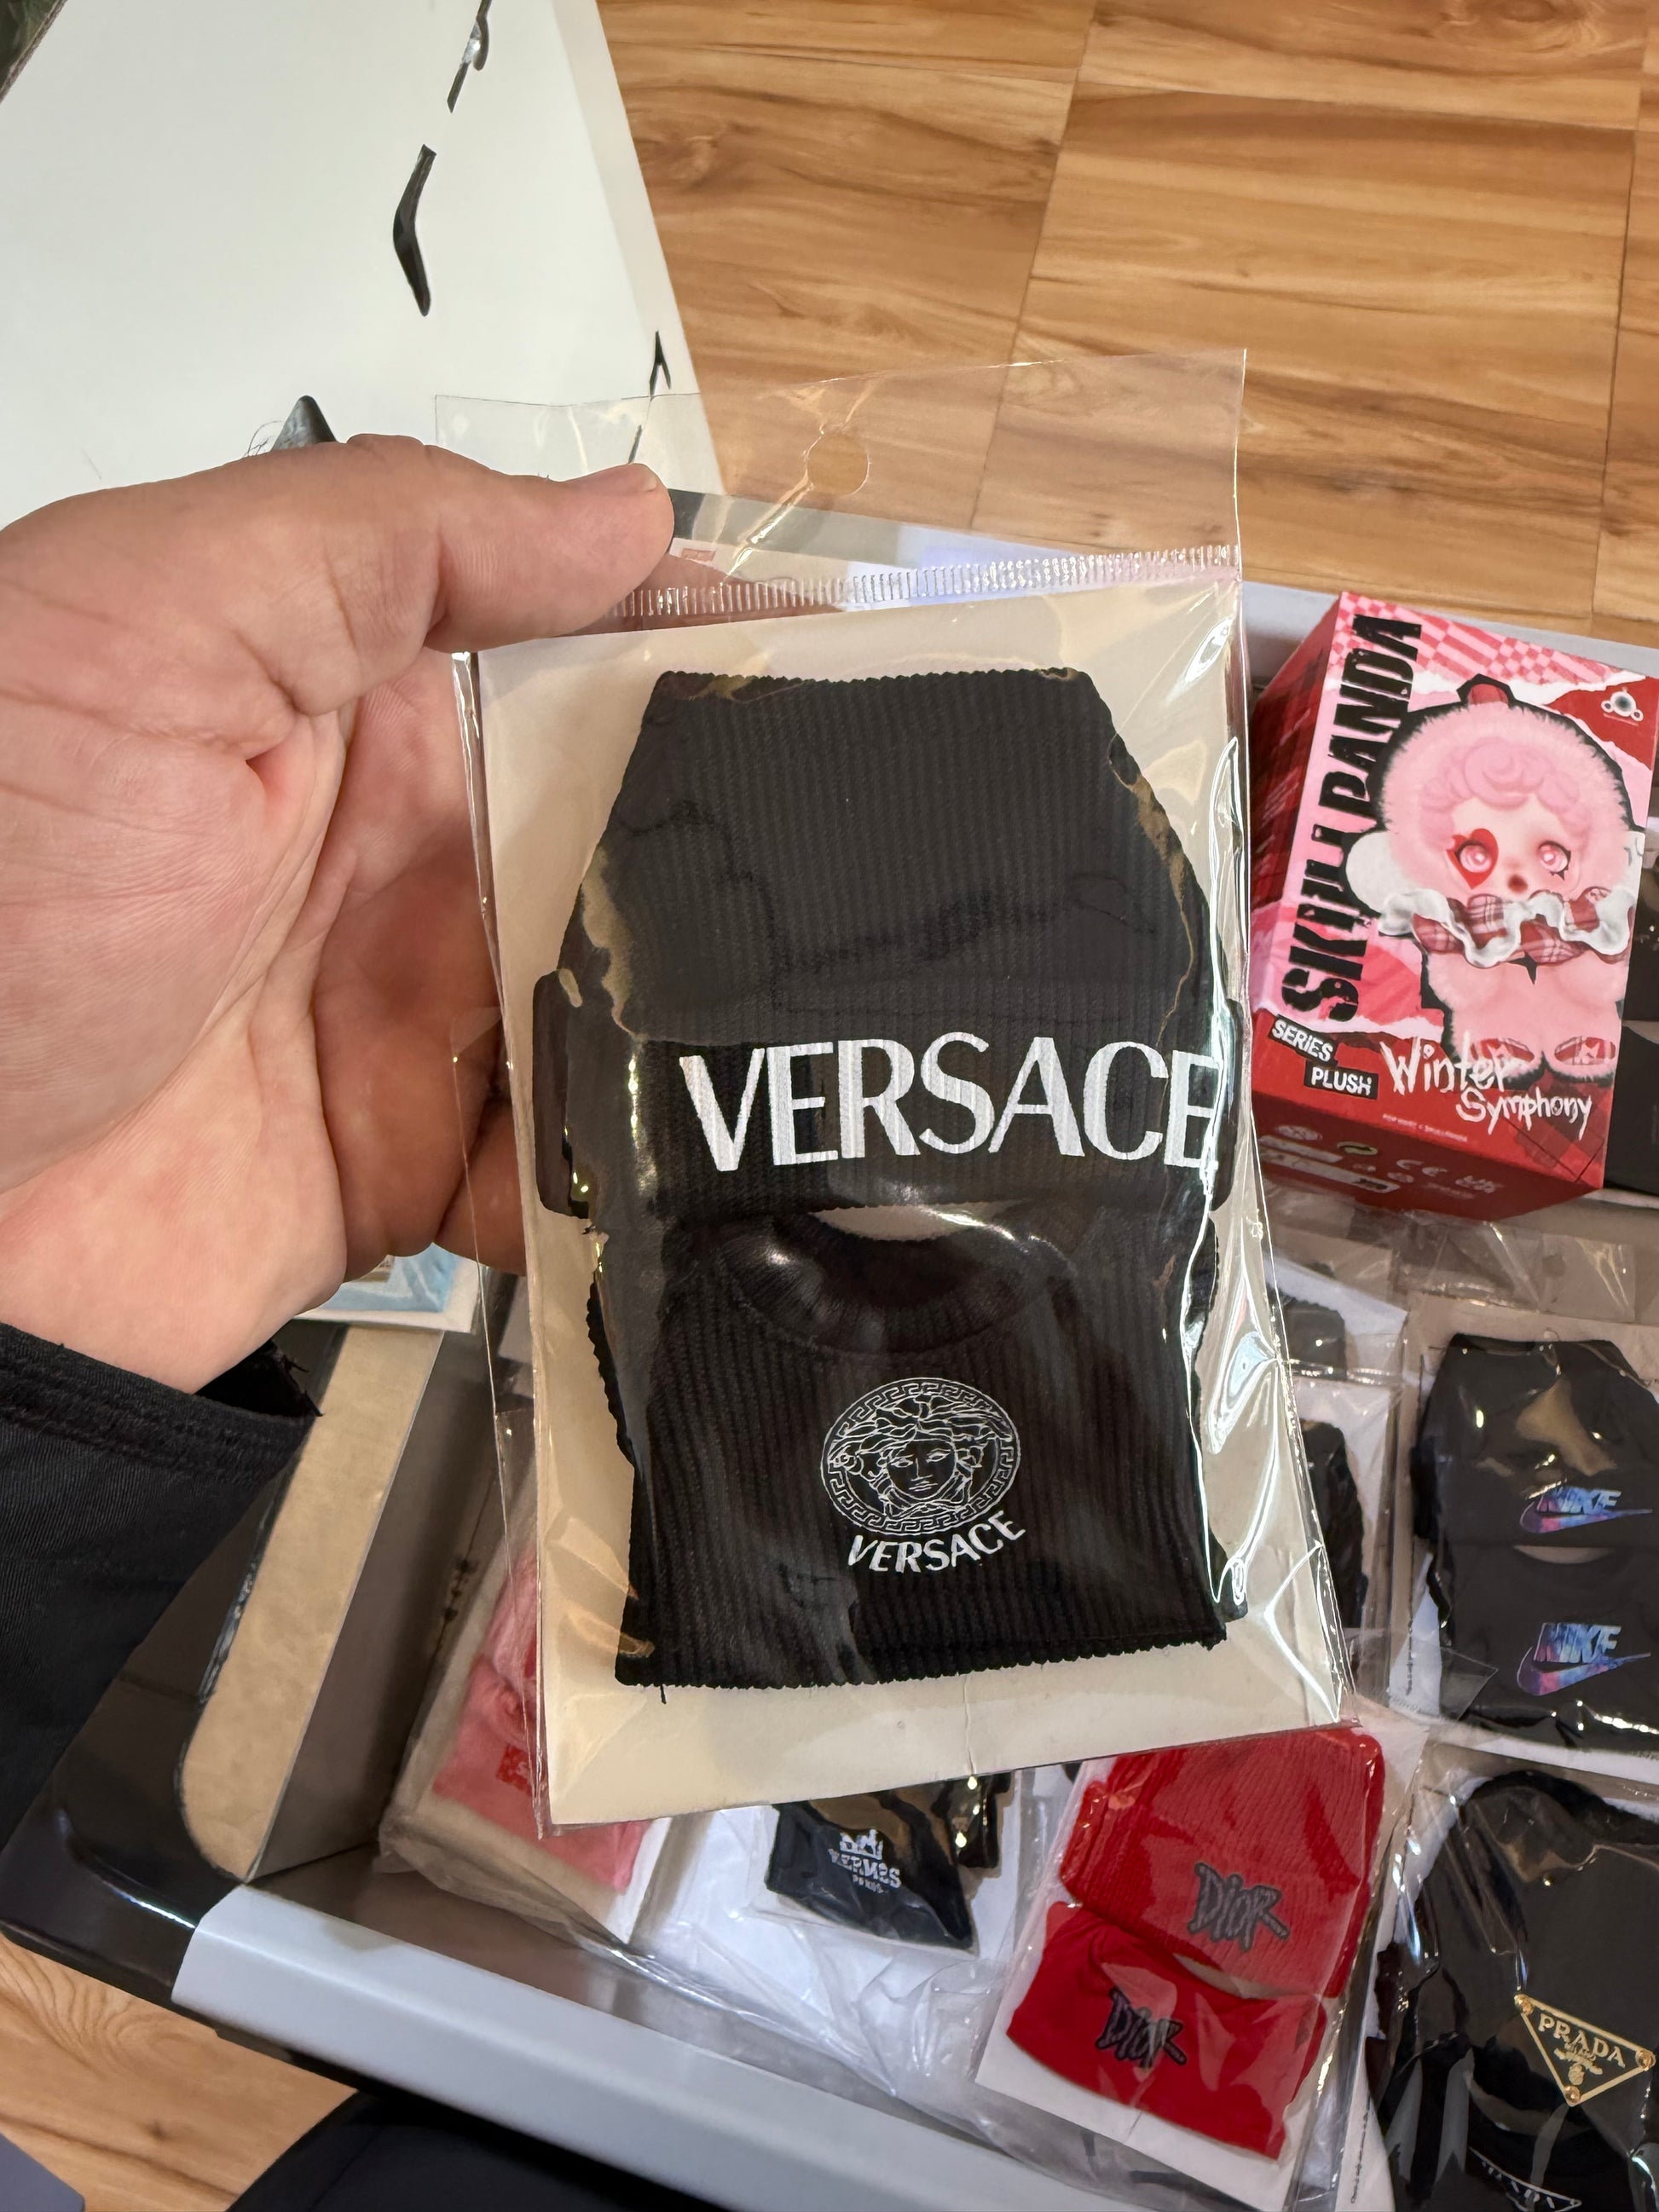 VERSACE
VERSACE
SKULLPANDA
SERIES
PLUSH
Winter
Symphony
NIKE
NIKE
HERMES
PARIS
Dior
Dior
PRADA